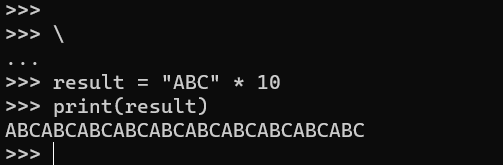 >>>
>>> \
...
>>> result = "ABC" * 10
>>> print(result)
ABCABCABCABCABCABCABCABCABCABC
>>>